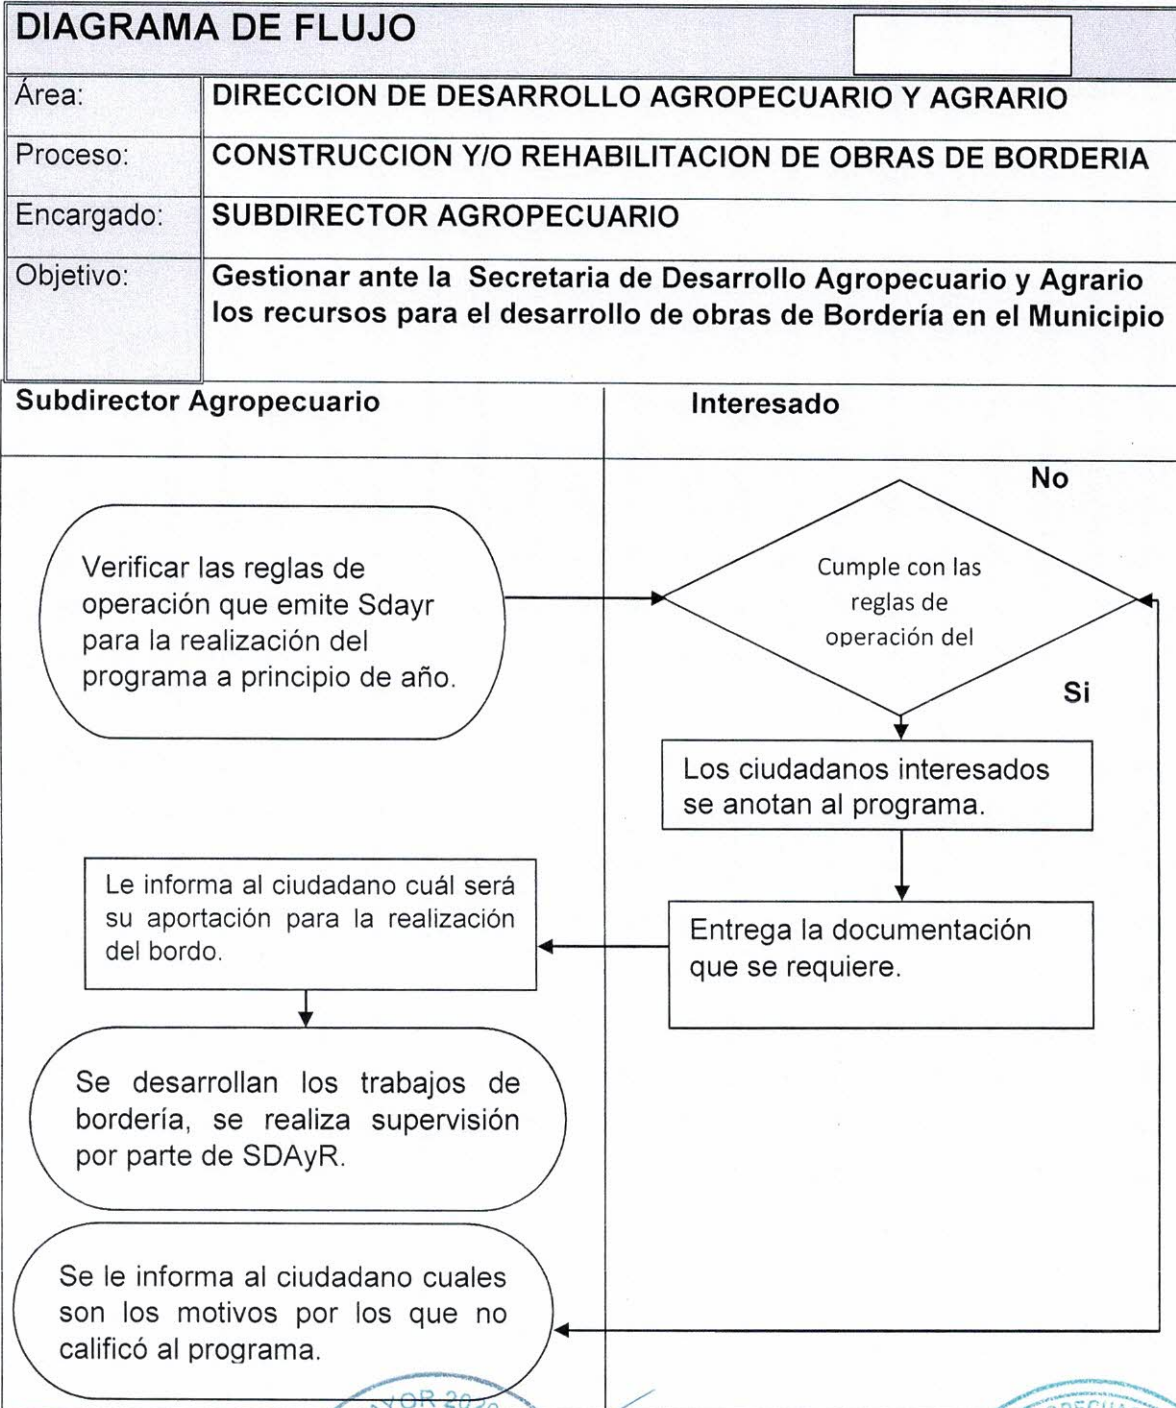 DIAGRAMA DE FLUJO
Área:
DIRECCION DE DESARROLLO AGROPECUARIO Y AGRARIO
Proceso:
CONSTRUCCION Y/O REHABILITACION DE OBRAS DE BORDERIA
Encargado:
SUBDIRECTOR AGROPECUARIO
Objetivo:
Gestionar ante la Secretaria de Desarrollo Agropecuario y Agrario
los recursos para el desarrollo de obras de Bordería en el Municipio
Subdirector Agropecuario
Interesado
No
Verificar las reglas de
operación que emite Sdayr
para la realización del
programa a principio de año.
Cumple con las
reglas de
operación del
Si
Los ciudadanos interesados
se anotan al programa.
Entrega la documentación
que se requiere.
Le informa al ciudadano cuál será
su aportación para la realización
del bordo.
Se desarrollan los trabajos de
bordería, se realiza supervisión
por parte de SDAyR.
Se le informa al ciudadano cuales
son los motivos por los que no
calificó al programa.